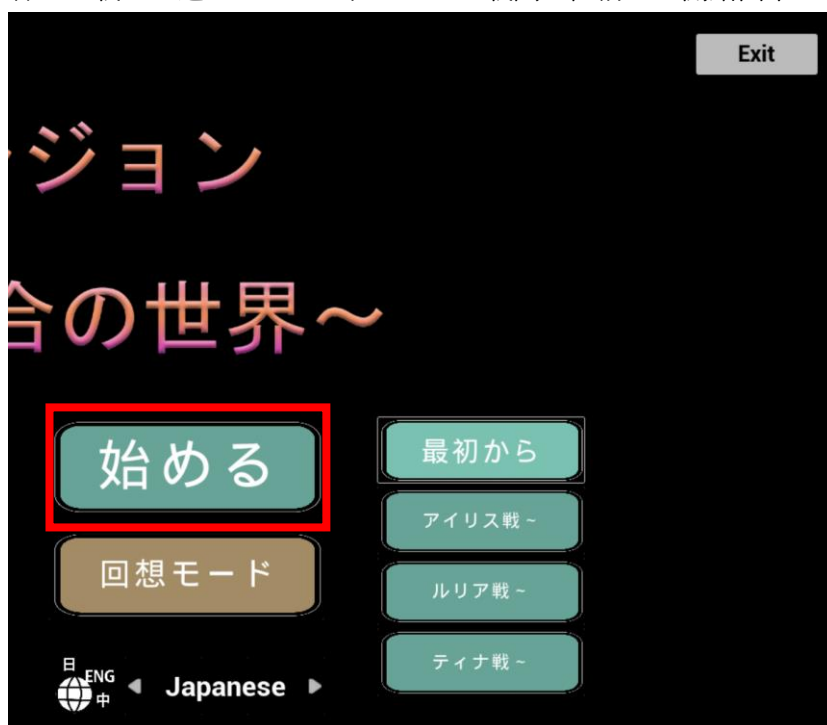 Exit
ジョン
合の世界～
始める
最初から
アイリス戦~
回想モード
ルリア戦~
ティナ戦~
日
ENG
中
Japanese